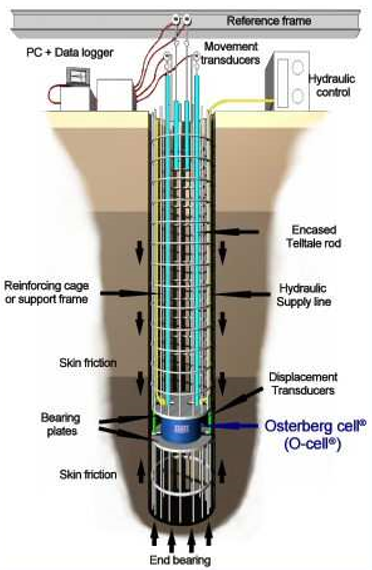 Reference frame
PC + Data logger
Movement
transducers
Hydraulic
control
Encased
Telltale rod
Reinforcing cage
or support frame
Hydraulic
Supply line
Skin friction
Displacement
Transducers
Bearing
plates
Osterberg cell®
(O-cell®)
Skin friction
End bearing